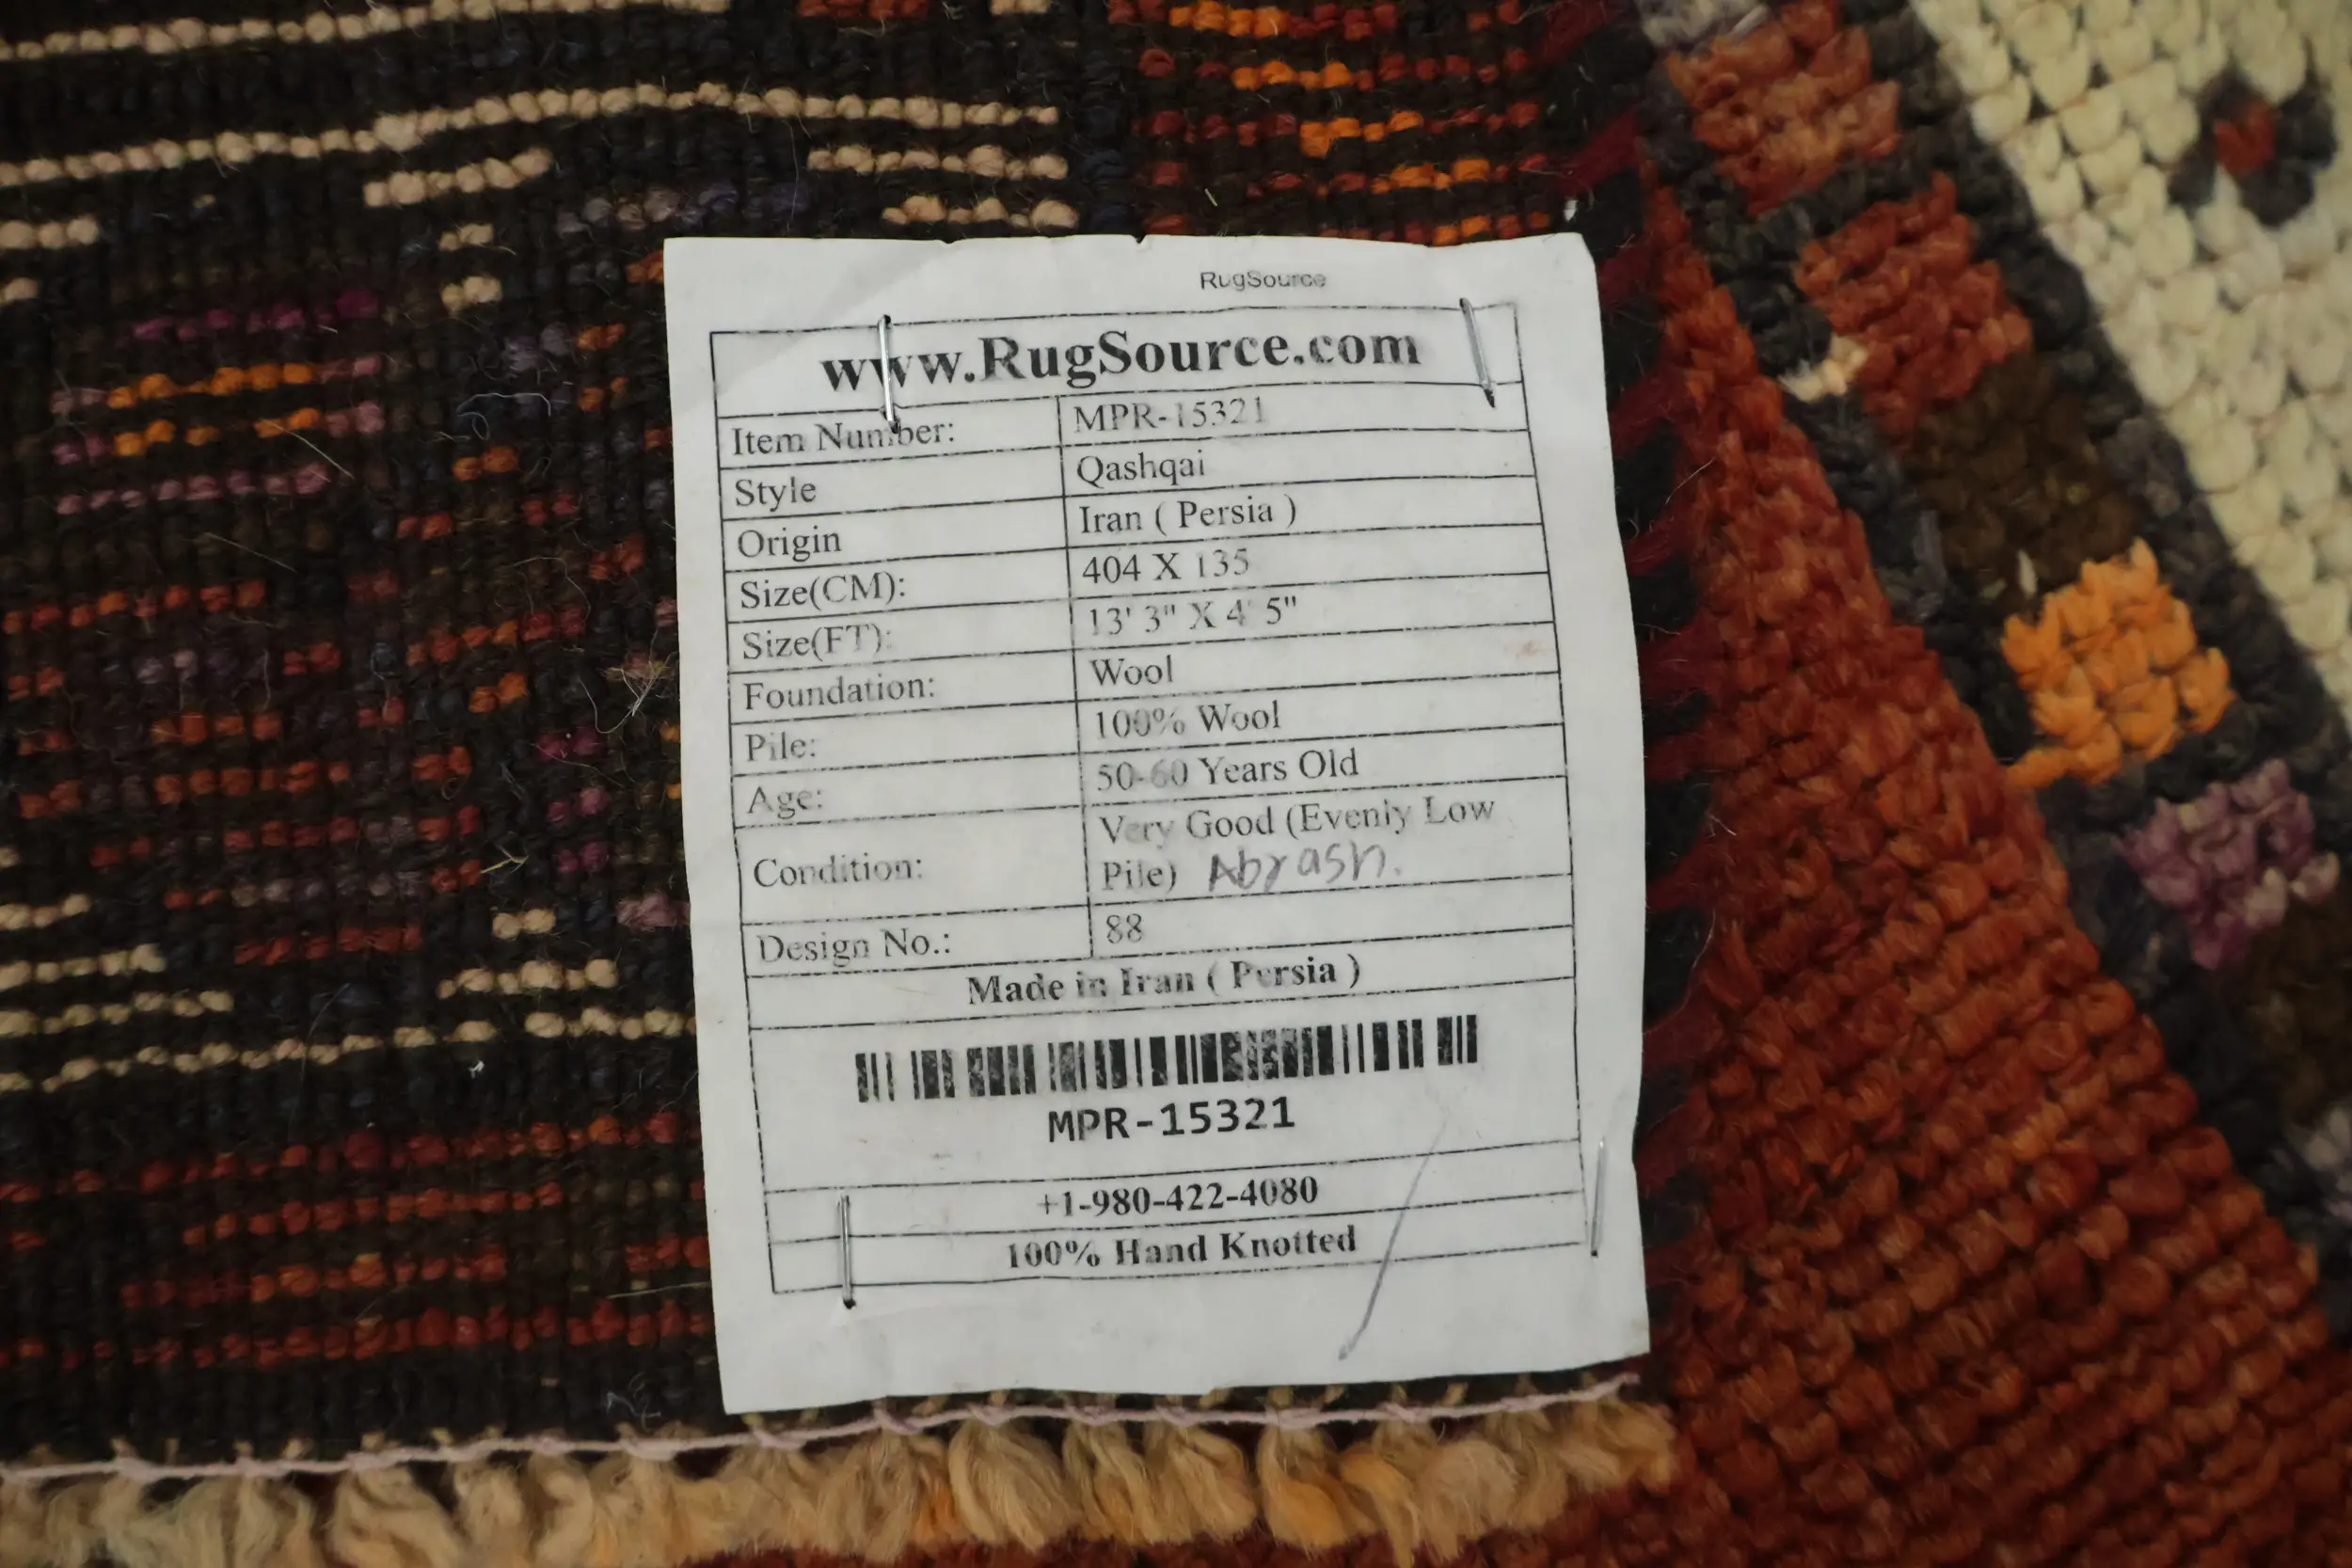 RugSource
www.RugSource.com
Item Number: MPR-15321
Style Qashqai
Origin Iran ( Persia )
Size(CM): 404 X 135
Size(FT): 13' 3" X 4' 5"
Foundation: Wool
Pile: 100% Wool
Age: 50-60 Years Old
Condition: Very Good (Evenly Low
Pile) Abrash.
Design No.: 88
Made in Iran ( Persia )
MPR-15321
+1-980-422-4080
100% Hand Knotted